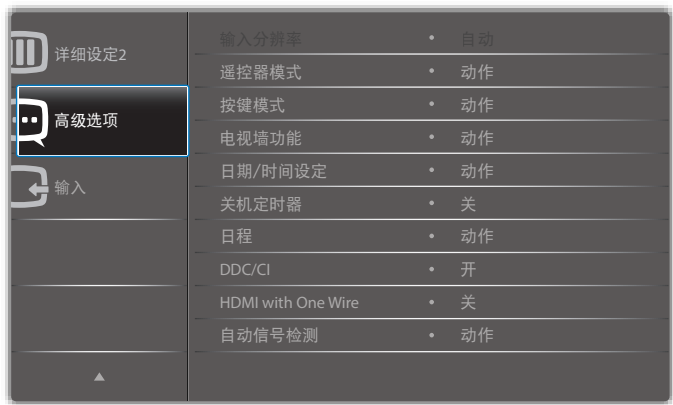 详细设定2
高级选项
输入
输入分辨率 • 自动
遥控器模式 • 动作
按键模式 • 动作
电视墙功能 • 动作
日期/时间设定 • 动作
关机定时器 • 关
日程 • 动作
DDC/CI • 开
HDMI with One Wire • 关
自动信号检测 • 动作